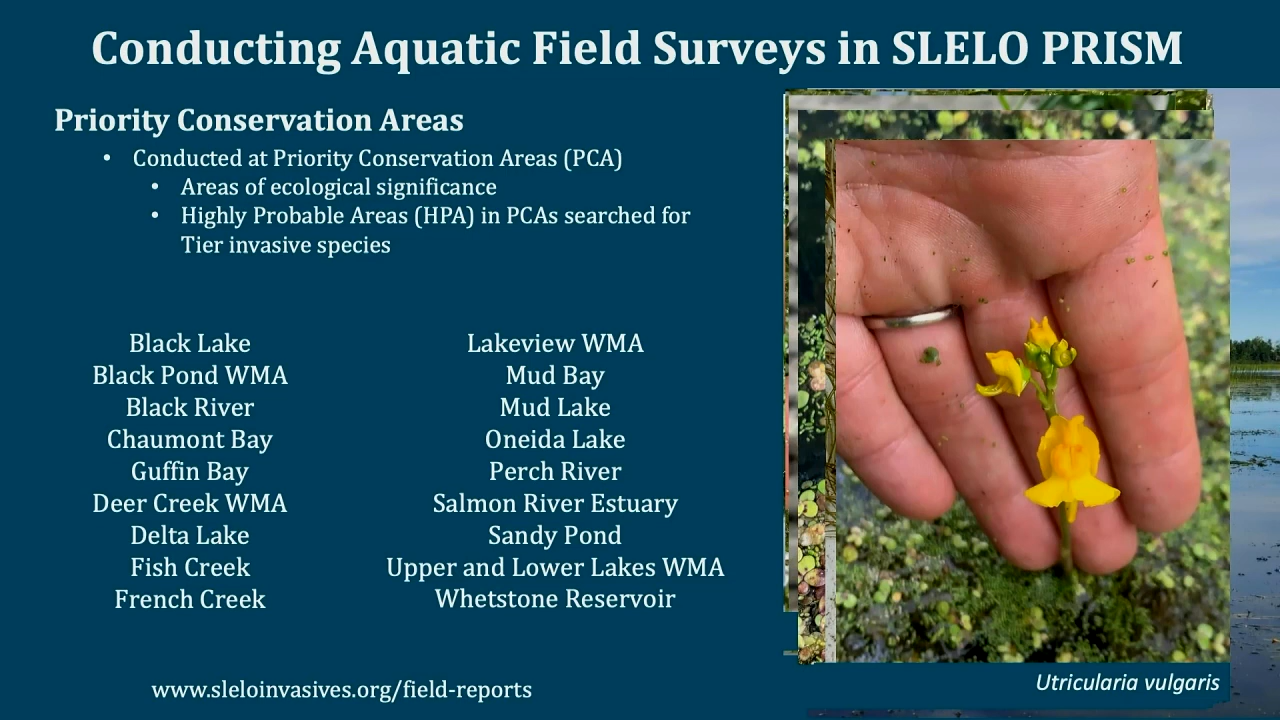 Conducting Aquatic Field Surveys in SLELO PRISM
Priority Conservation Areas
• Conducted at Priority Conservation Areas (PCA)
• Areas of ecological significance
• Highly Probable Areas (HPA) in PCAs searched for
Tier invasive species
Black Lake
Black Pond WMA
Black River
Chaumont Bay
Guffin Bay
Deer Creek WMA
Delta Lake
Fish Creek
French Creek
Lakeview WMA
Mud Bay
Mud Lake
Oneida Lake
Perch River
Salmon River Estuary
Sandy Pond
Upper and Lower Lakes WMA
Whetstone Reservoir
www.sleloinvasives.org/field-reports
Utricularia vulgaris